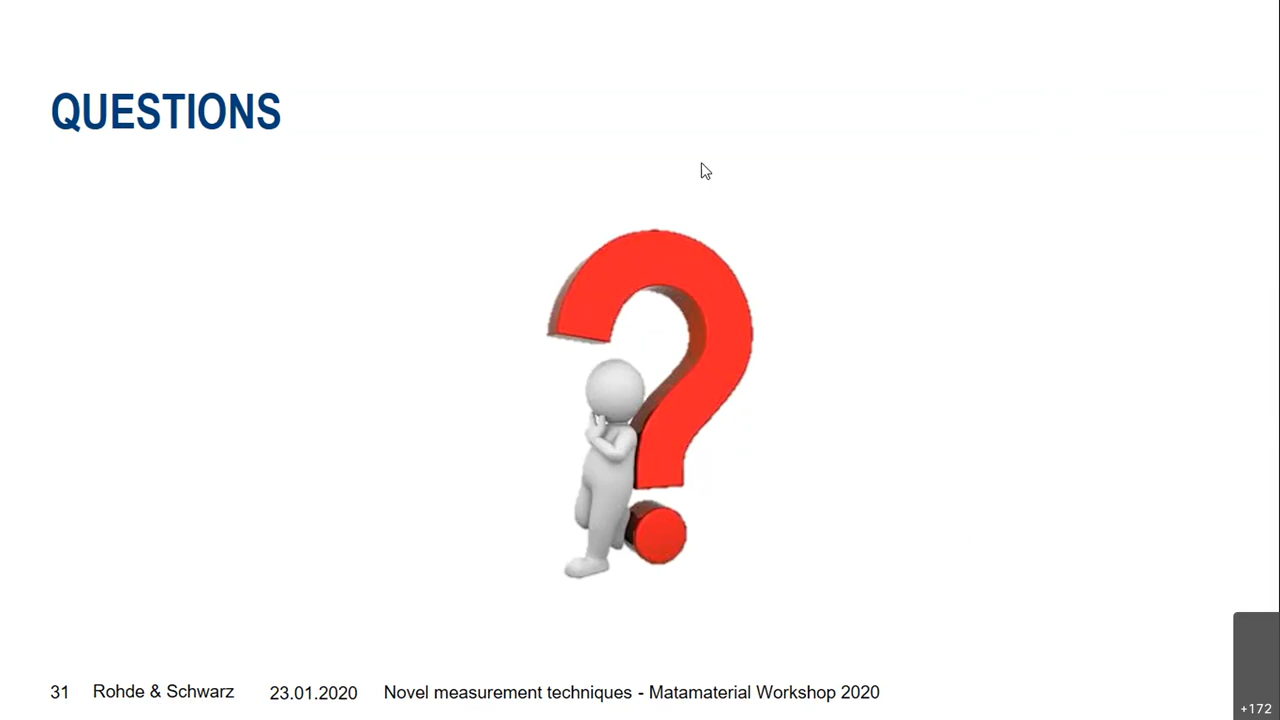 QUESTIONS
31 Rohde & Schwarz 23.01.2020 Novel measurement techniques - Matamaterial Workshop 2020
+172